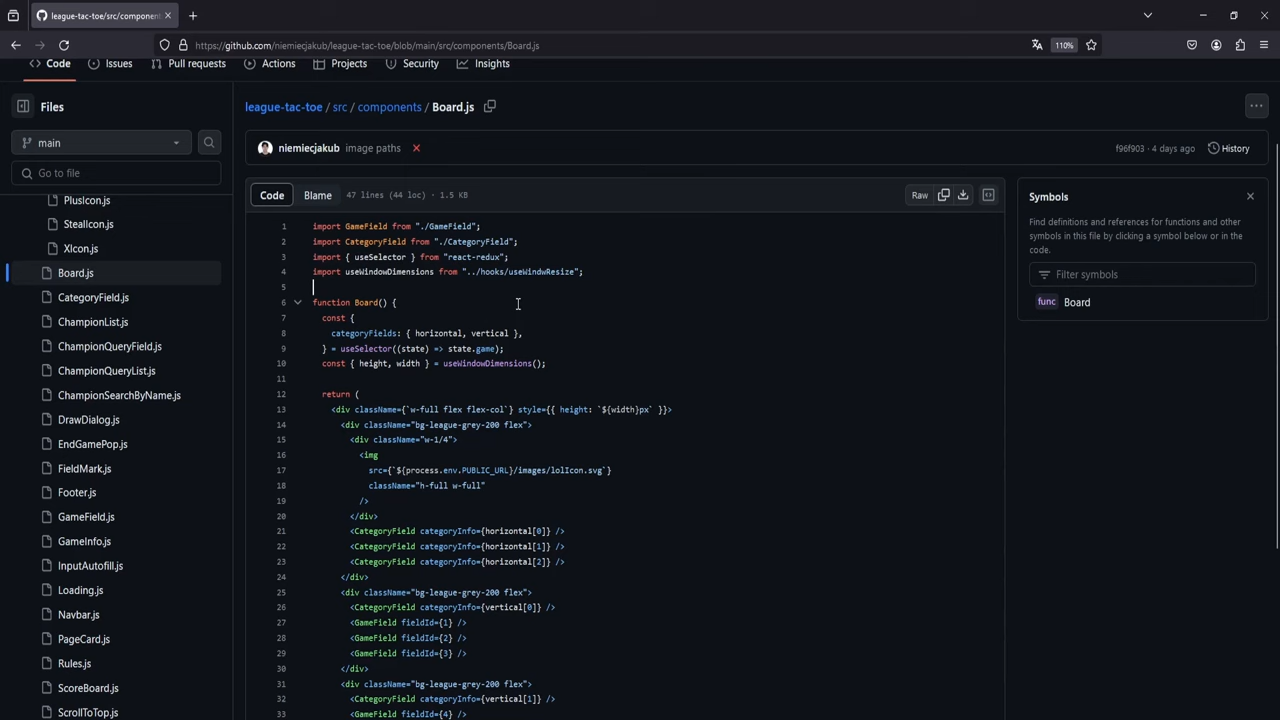 league-tac-toe/src/componen
https://github.com/niemiecjakub/league-tac-toe/blob/main/src/components/Board.js
110%
Code
Issues
Pull requests
Actions
Projects
Security
Insights
Files
main
Go to file
PlusIcon.js
StealIcon.js
XIcon.js
Board.js
CategoryField.js
ChampionList.js
ChampionQueryField.js
ChampionQueryList.js
ChampionSearchByName.js
DrawDialog.js
EndGamePop.js
FieldMark.js
Footer.js
GameField.js
GameInfo.js
InputAutofill.js
Loading.js
Navbar.js
PageCard.js
Rules.js
ScoreBoard.js
ScrollToTop.js
league-tac-toe / src / components / Board.js
niemiecjakub image paths
f96f903 · 4 days ago
History
Code
Blame
47 lines (44 loc) · 1.5 KB
Raw
1 import GameField from "./GameField";
2 import CategoryField from "./CategoryField";
3 import { useSelector } from "react-redux";
4 import useWindowDimensions from "../hooks/useWindwResize";
5
6 function Board() {
7 const {
8 categoryFields: { horizontal, vertical },
9 } = useSelector((state) => state.game);
10 const { height, width } = useWindowDimensions();
11
12 return (
13 <div className={`w-full flex flex-col`} style={{ height: `${width}px` }}>
14 <div className="bg-league-grey-200 flex">
15 <div className="w-1/4">
16 <img
17 src={`${process.env.PUBLIC_URL}/images/lolIcon.svg`}
18 className="h-full w-full"
19 />
20 </div>
21 <CategoryField categoryInfo={horizontal[0]} />
22 <CategoryField categoryInfo={horizontal[1]} />
23 <CategoryField categoryInfo={horizontal[2]} />
24 </div>
25 <div className="bg-league-grey-200 flex">
26 <CategoryField categoryInfo={vertical[0]} />
27 <GameField fieldId={1} />
28 <GameField fieldId={2} />
29 <GameField fieldId={3} />
30 </div>
31 <div className="bg-league-grey-200 flex">
32 <CategoryField categoryInfo={vertical[1]} />
33 <GameField fieldId={4} />
Symbols
Find definitions and references for functions and other
symbols in this file by clicking a symbol below or in the
code.
Filter symbols
func Board